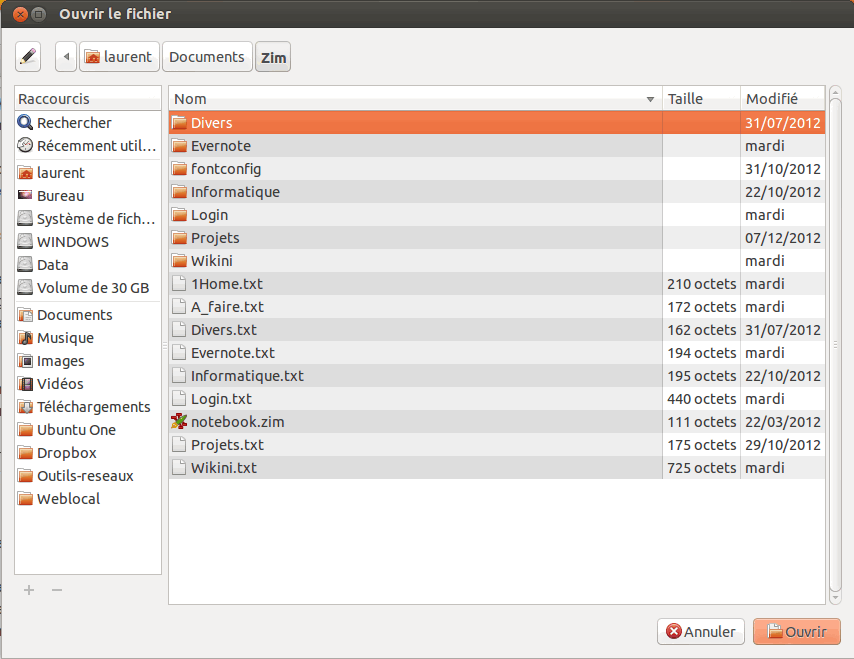 Ouvrir le fichier
laurent Documents Zim
Raccourcis
Rechercher
Récemment util…
laurent
Bureau
Système de fich…
WINDOWS
Data
Volume de 30 GB
Documents
Musique
Images
Vidéos
Téléchargements
Ubuntu One
Dropbox
Outils-reseaux
Weblocal
Nom Taille Modifié
Divers 31/07/2012
Evernote mardi
fontconfig 31/10/2012
Informatique 22/10/2012
Login mardi
Projets 07/12/2012
Wikini mardi
1Home.txt 210 octets mardi
A_faire.txt 172 octets mardi
Divers.txt 162 octets 31/07/2012
Evernote.txt 194 octets mardi
Informatique.txt 195 octets 22/10/2012
Login.txt 440 octets mardi
notebook.zim 111 octets 22/03/2012
Projets.txt 175 octets 29/10/2012
Wikini.txt 725 octets mardi
Annuler Ouvrir